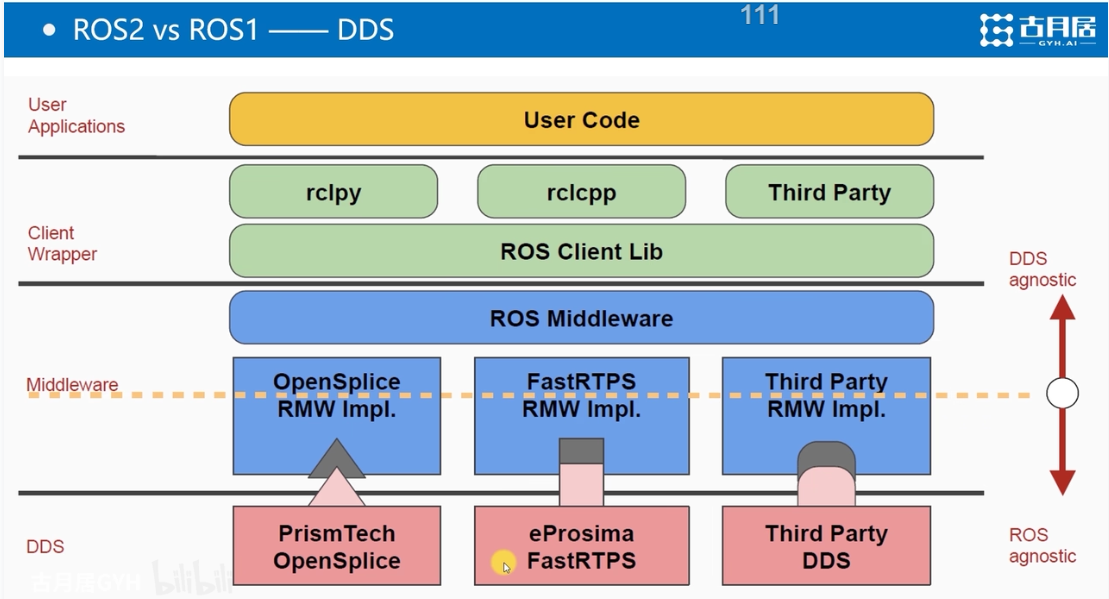 ROS2 vs ROS1 —— DDS
111
古月居
GYH.AI
User
Applications
User Code
rclpy
rclcpp
Third Party
Client
Wrapper
ROS Client Lib
DDS
agnostic
ROS Middleware
Middleware
OpenSplice
RMW Impl.
FastRTPS
RMW Impl.
Third Party
RMW Impl.
DDS
PrismTech
OpenSplice
eProsima
FastRTPS
Third Party
DDS
ROS
agnostic
古月居GYH bilibili